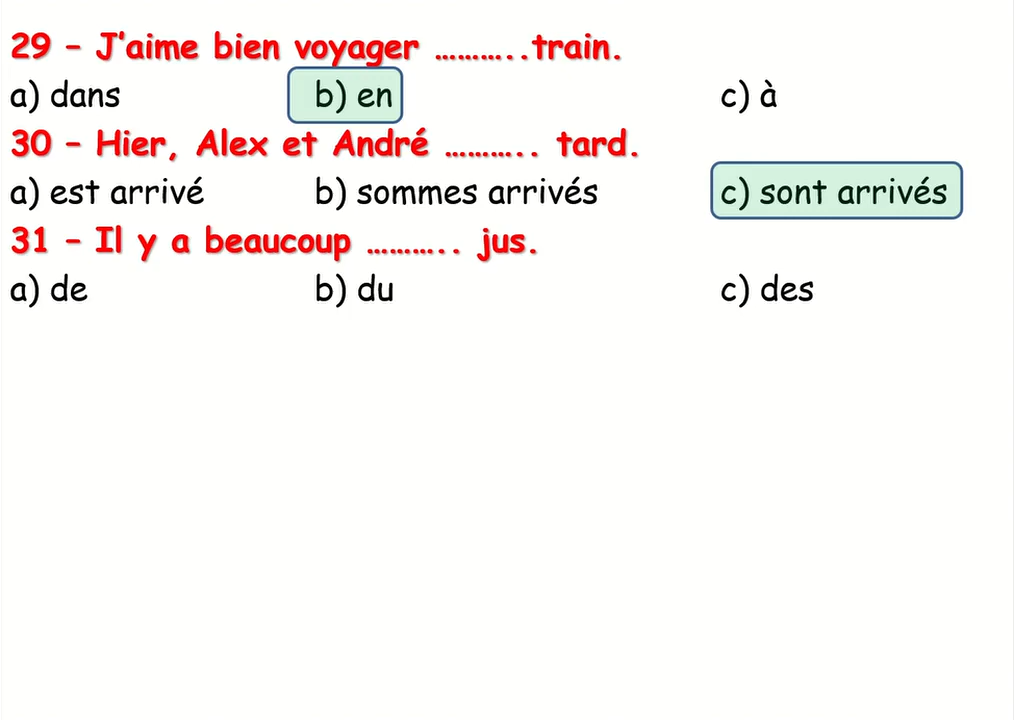 29 – J'aime bien voyager ………..train.
a) dans b) en c) à
30 – Hier, Alex et André ……….. tard.
a) est arrivé b) sommes arrivés c) sont arrivés
31 – Il y a beaucoup ……….. jus.
a) de b) du c) des